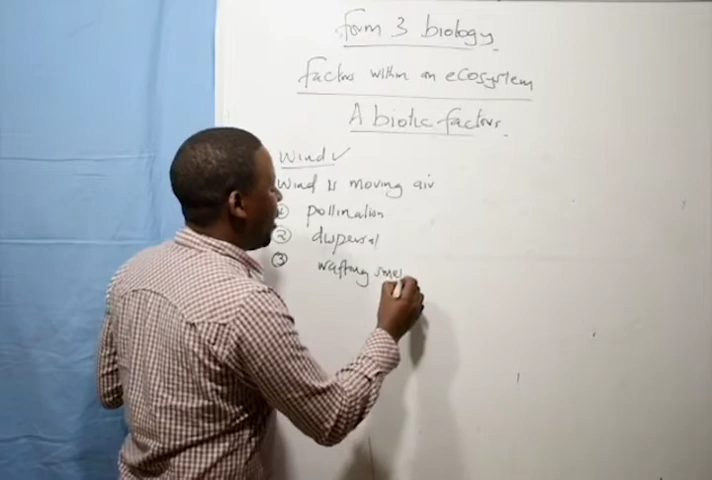 Form 3 biology
factors within an ecosystem
A biotic factors.
Wind ✓
Wind is moving air
① pollination
② dispersal
③ wafting smel